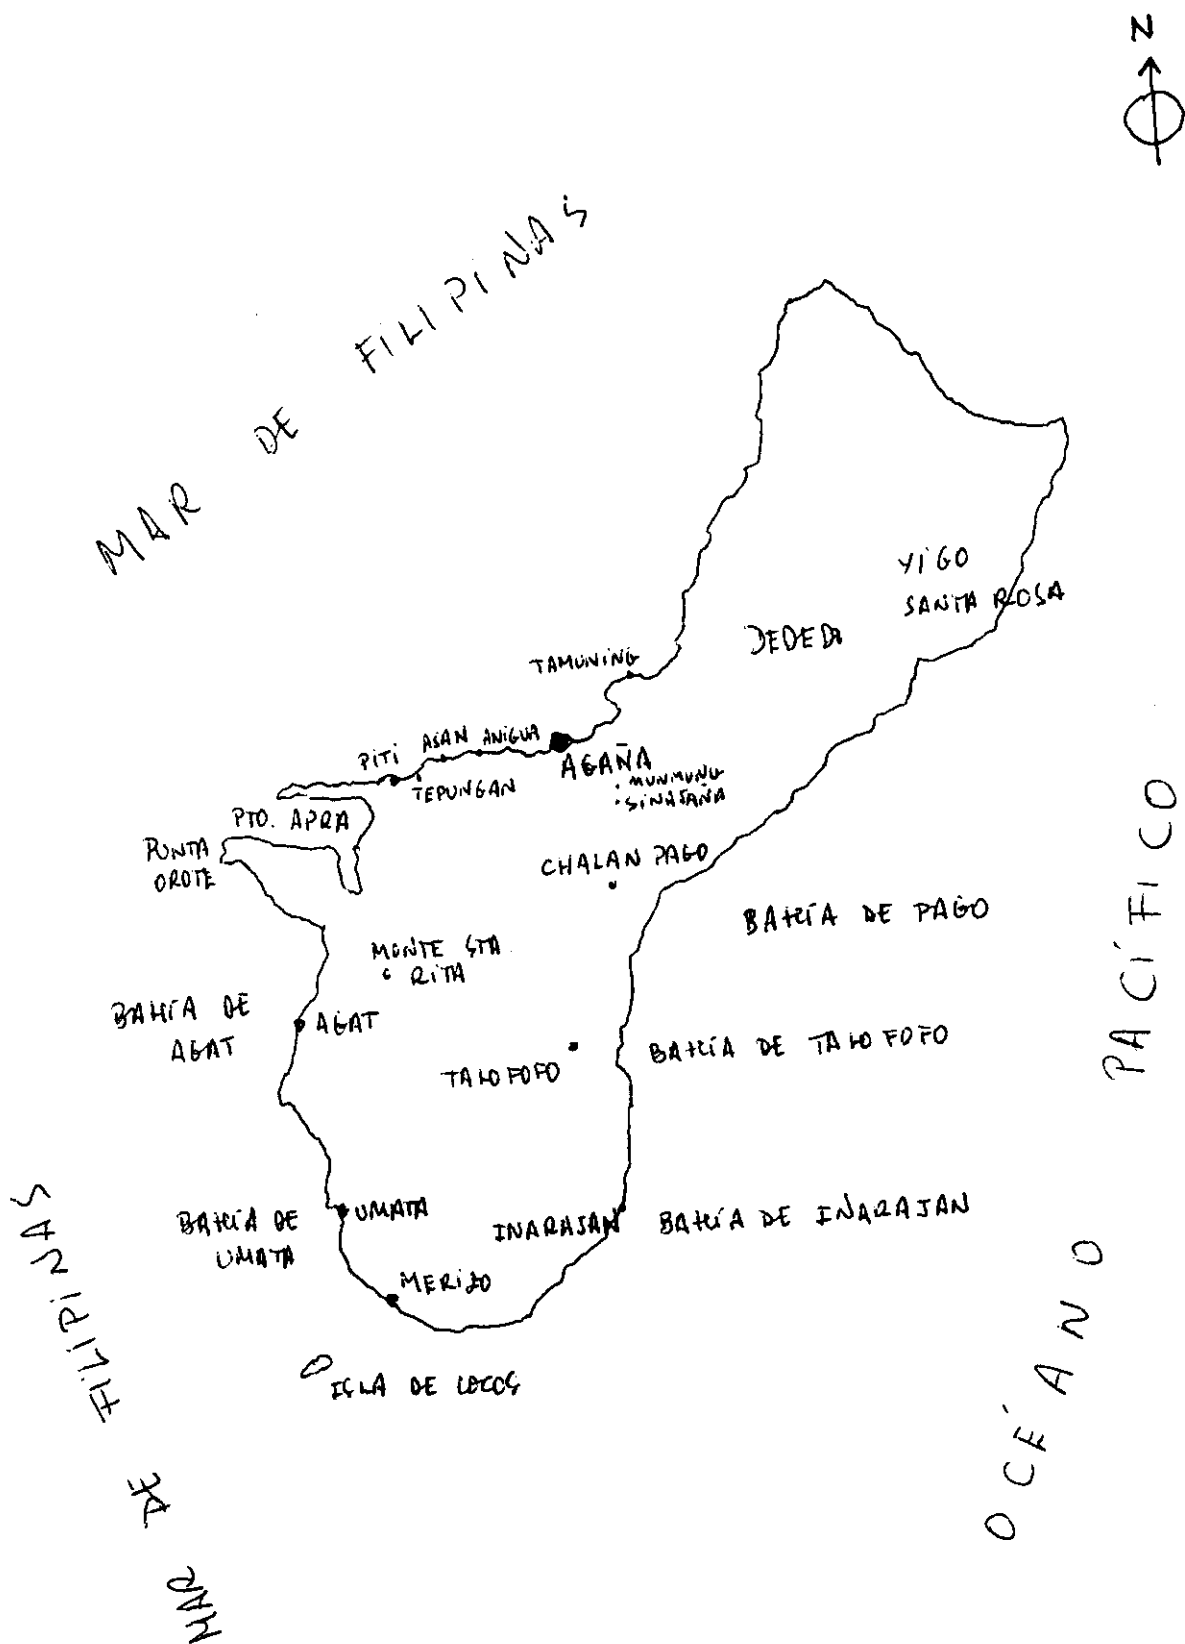 N
MAR DE FILIPINAS
YIGO
SANTA ROSA
DEDEDO
TAMUNING
PITI
ASAN
ANIGUA
AGAÑA
TEPUNGAN
MUNMUNG
SINAJAÑA
PTO. APRA
PUNTA
OROTE
CHALAN PAGO
BAHÍA DE PAGO
MONTE STA
RITA
OCÉANO PACÍFICO
BAHÍA DE
AGAT
AGAT
TALOFOFO
BAHÍA DE TALOFOFO
BAHÍA DE
UMATA
UMATA
INARAJAN
BAHÍA DE IÑARAJAN
MERIZO
ISLA DE COCOS
MAR DE FILIPINAS